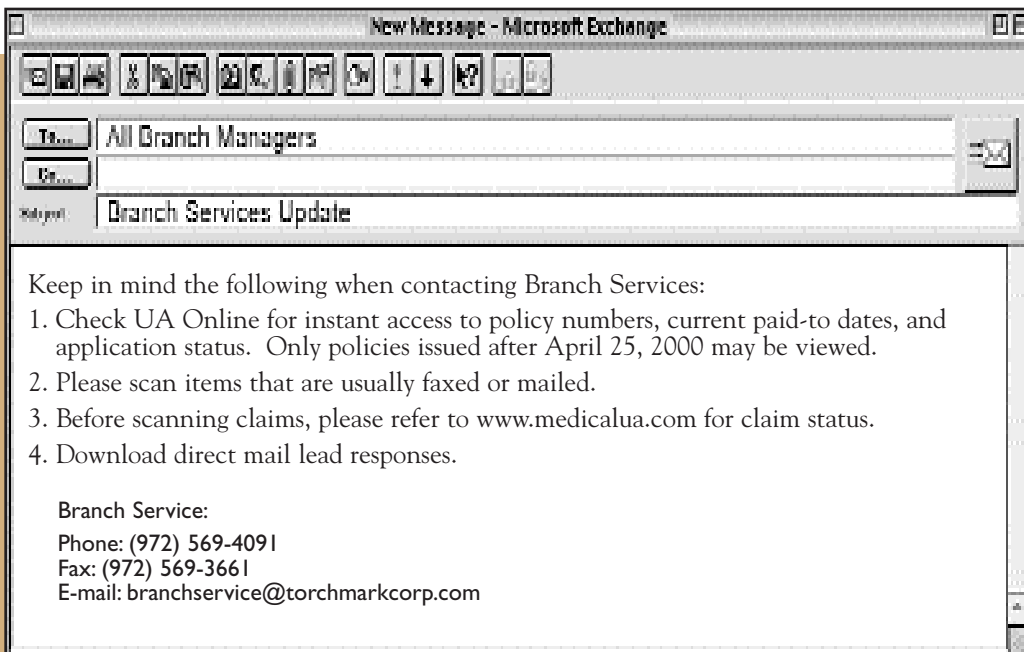 New Message - Microsoft Exchange
To...
All Branch Managers
Cc...
Subject
Branch Services Update
Keep in mind the following when contacting Branch Services:
1. Check UA Online for instant access to policy numbers, current paid-to dates, and
application status.  Only policies issued after April 25, 2000 may be viewed.
2. Please scan items that are usually faxed or mailed.
3. Before scanning claims, please refer to www.medicalua.com for claim status.
4. Download direct mail lead responses.
Branch Service:
Phone: (972) 569-4091
Fax: (972) 569-3661
E-mail: branchservice@torchmarkcorp.com